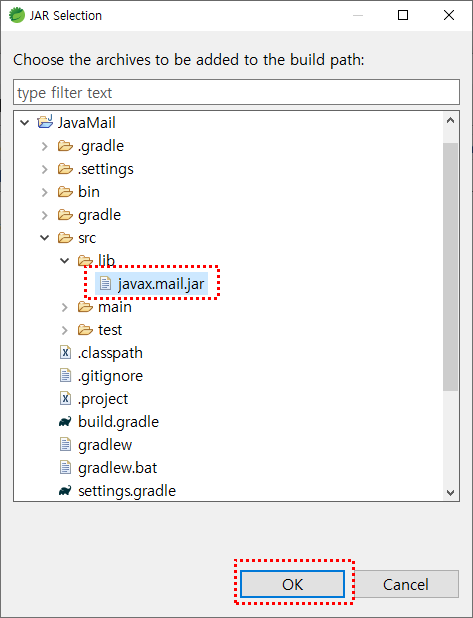 JAR Selection
Choose the archives to be added to the build path:
type filter text
JavaMail
.gradle
.settings
bin
gradle
src
lib
javax.mail.jar
main
test
.classpath
.gitignore
.project
build.gradle
gradlew
gradlew.bat
settings.gradle
OK
Cancel